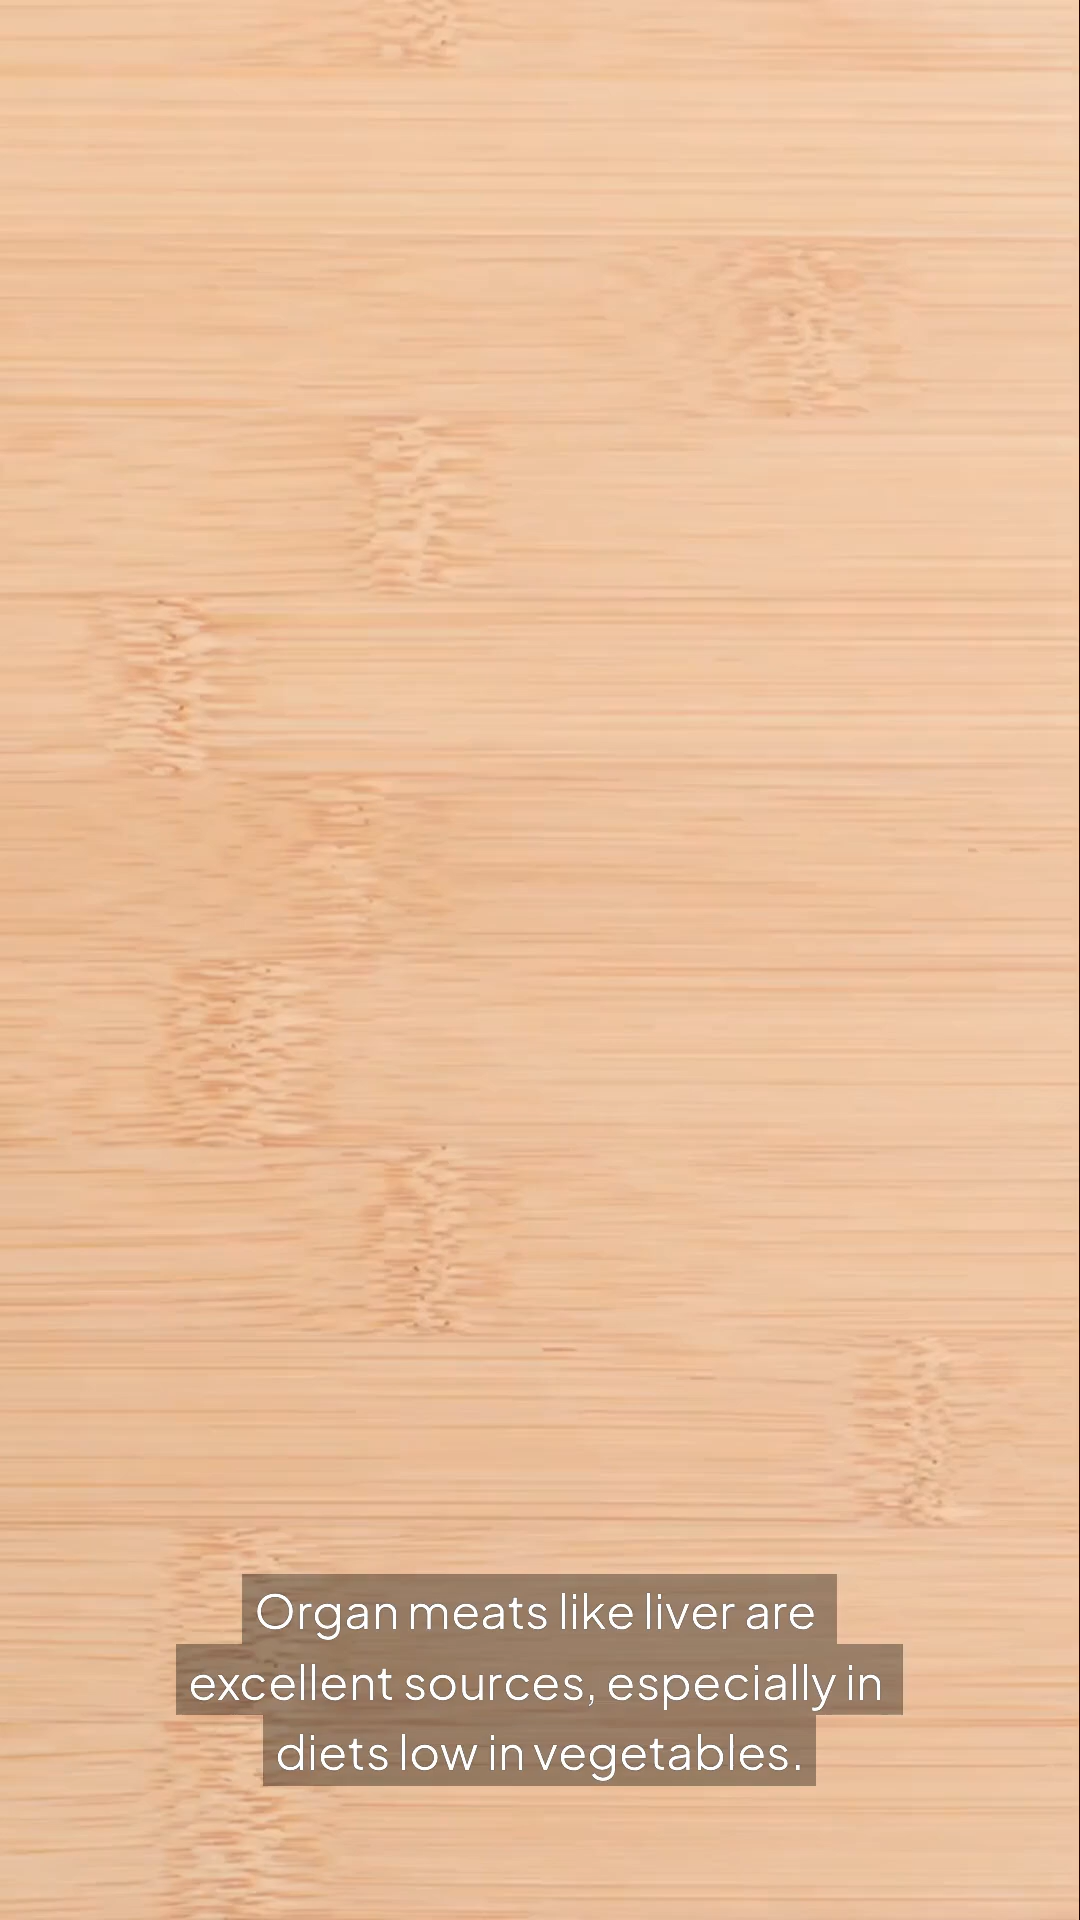 Organ meats like liver are
excellent sources, especially in
diets low in vegetables.